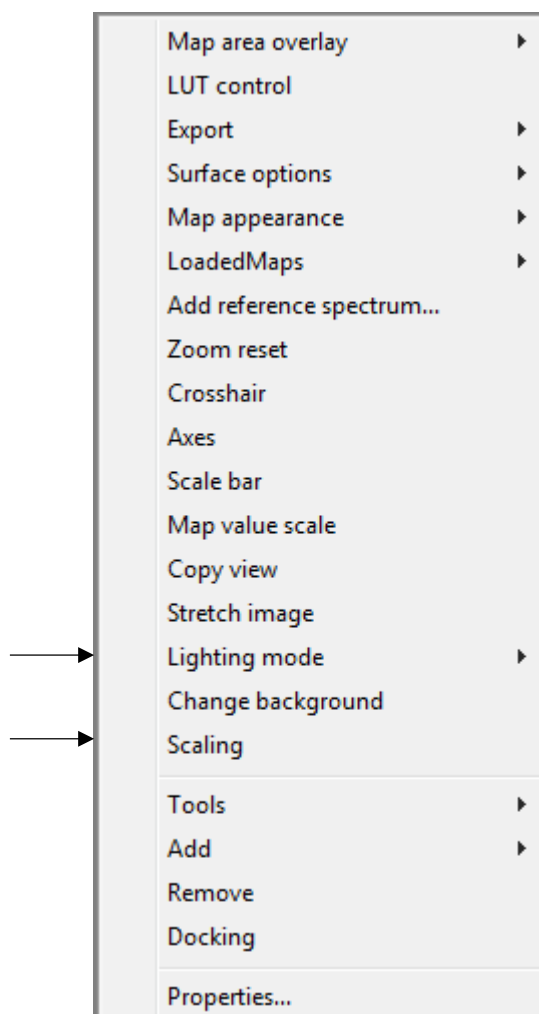 Map area overlay
LUT control
Export
Surface options
Map appearance
LoadedMaps
Add reference spectrum...
Zoom reset
Crosshair
Axes
Scale bar
Map value scale
Copy view
Stretch image
Lighting mode
Change background
Scaling
Tools
Add
Remove
Docking
Properties...